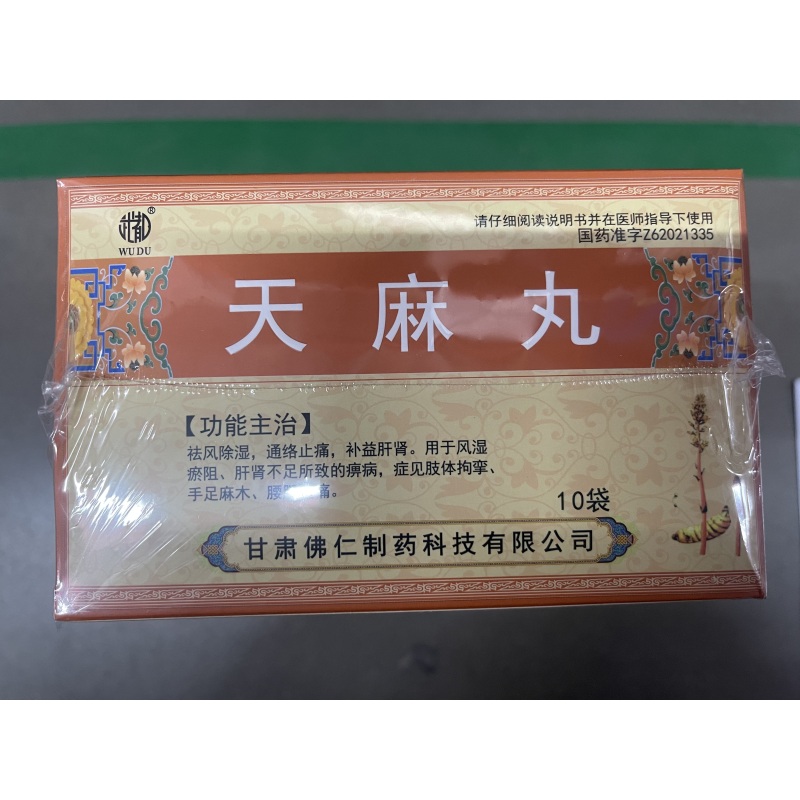 武都®
WU DU
请仔细阅读说明书并在医师指导下使用
国药准字Z62021335
天麻丸
【功能主治】
祛风除湿，通络止痛，补益肝肾。用于风湿
瘀阻、肝肾不足所致的痹病，症见肢体拘挛、
手足麻木、腰 痛。
10袋
甘肃佛仁制药科技有限公司